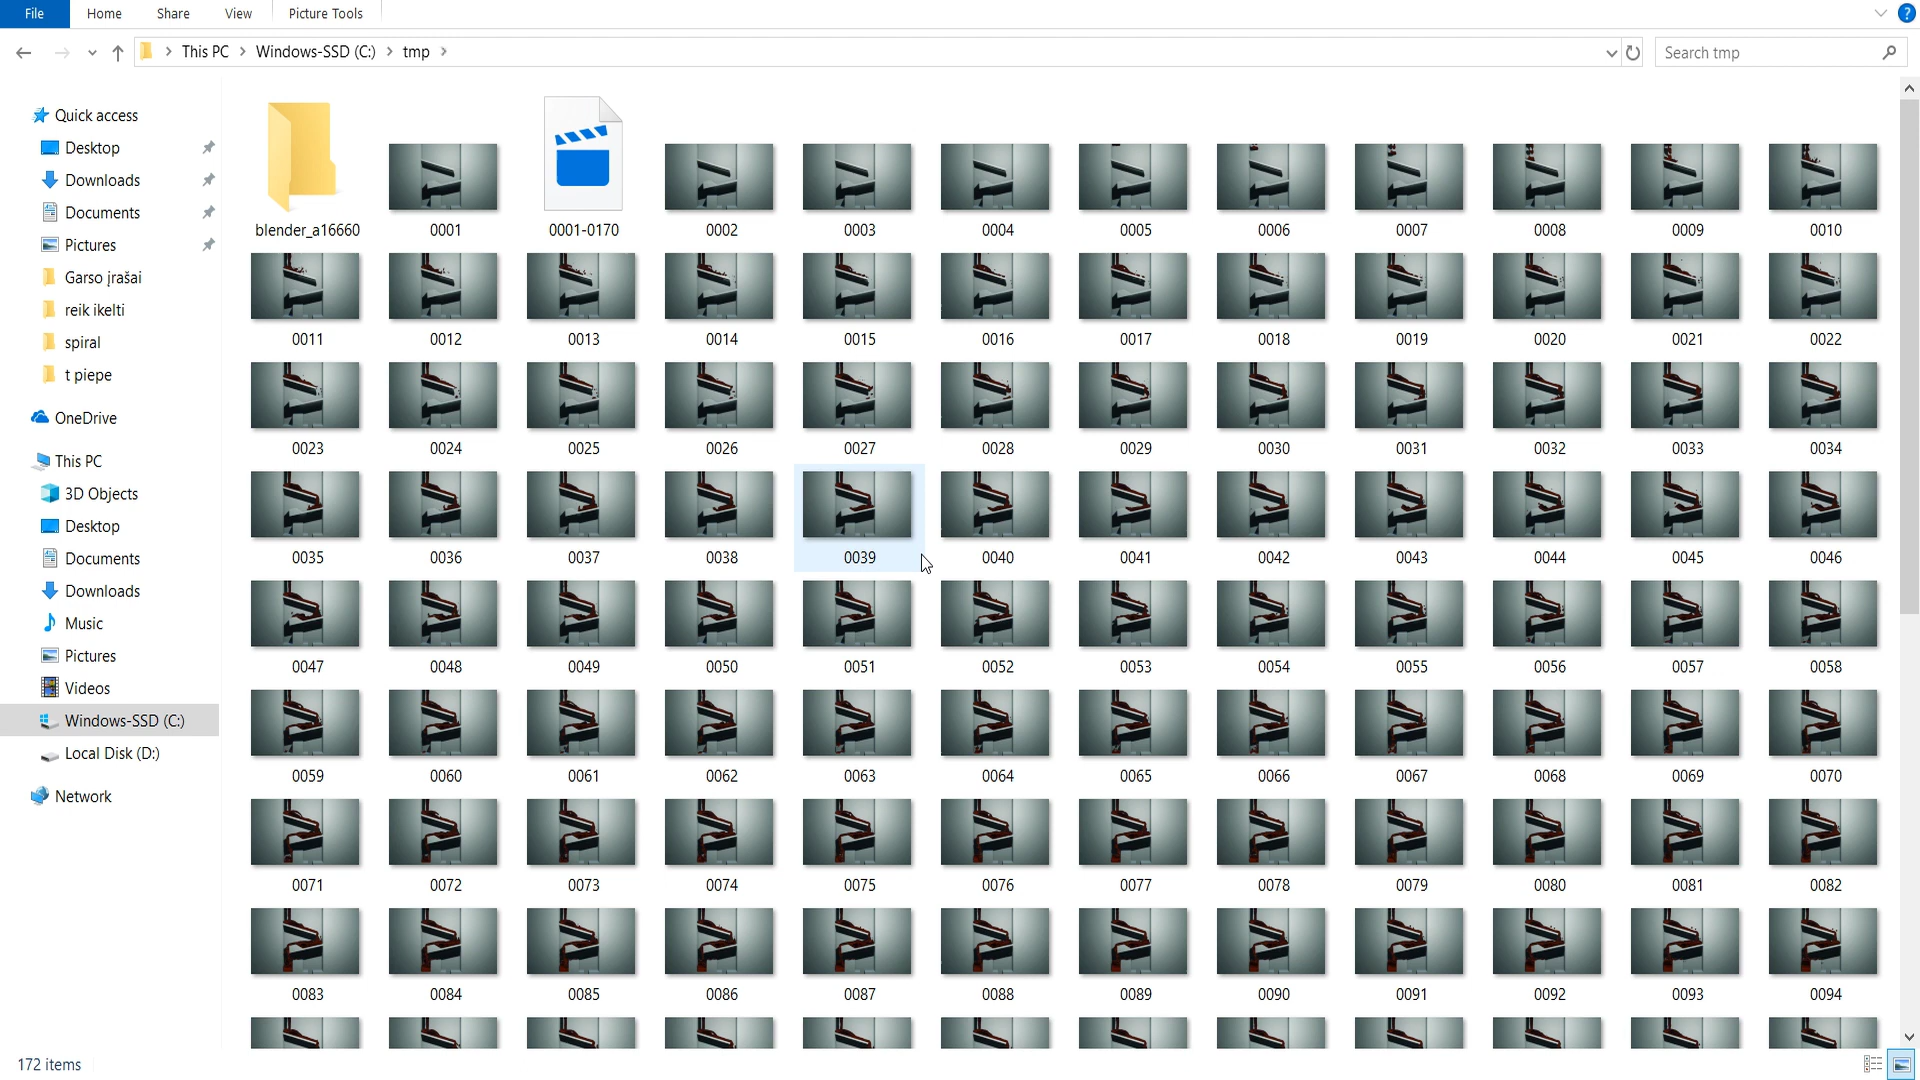 File Home Share View Picture Tools
This PC Windows-SSD (C:) tmp Search tmp
Quick access
Desktop
Downloads
Documents
Pictures
Garso įrašai
reik ikelti
spiral
t piepe
OneDrive
This PC
3D Objects
Desktop
Documents
Downloads
Music
Pictures
Videos
Windows-SSD (C:)
Local Disk (D:)
Network
blender_a16660 0001 0001-0170 0002 0003 0004 0005 0006 0007 0008 0009 0010
0011 0012 0013 0014 0015 0016 0017 0018 0019 0020 0021 0022
0023 0024 0025 0026 0027 0028 0029 0030 0031 0032 0033 0034
0035 0036 0037 0038 0039 0040 0041 0042 0043 0044 0045 0046
0047 0048 0049 0050 0051 0052 0053 0054 0055 0056 0057 0058
0059 0060 0061 0062 0063 0064 0065 0066 0067 0068 0069 0070
0071 0072 0073 0074 0075 0076 0077 0078 0079 0080 0081 0082
0083 0084 0085 0086 0087 0088 0089 0090 0091 0092 0093 0094
172 items